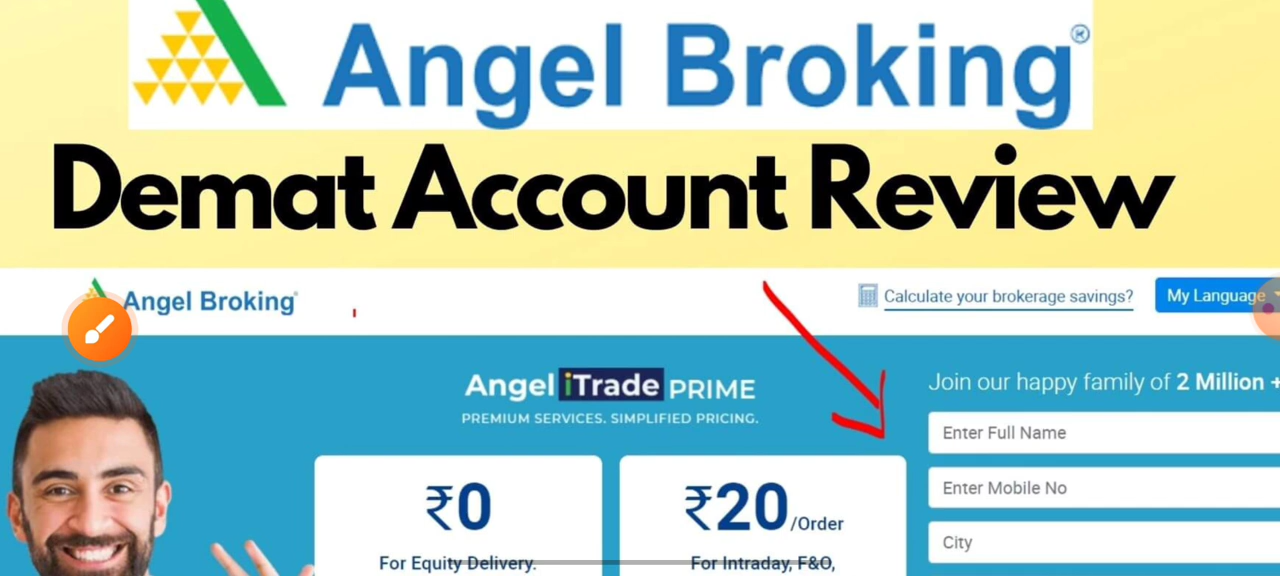 Angel Broking®
Demat Account Review
Angel Broking
Calculate your brokerage savings?
My Language
Angel iTrade PRIME
PREMIUM SERVICES. SIMPLIFIED PRICING.
Join our happy family of 2 Million +
Enter Full Name
Enter Mobile No
City
₹0
For Equity Delivery.
₹20/Order
For Intraday, F&O,